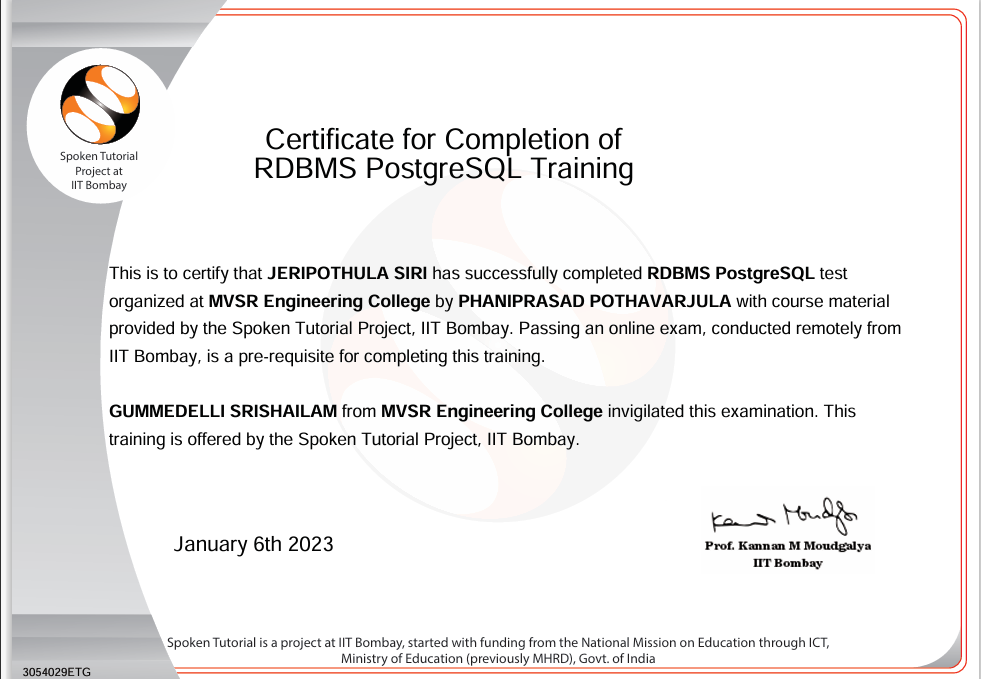 Spoken Tutorial
Project at
IIT Bombay
Certificate for Completion of
RDBMS PostgreSQL Training
This is to certify that JERIPOTHULA SIRI has successfully completed RDBMS PostgreSQL test
organized at MVSR Engineering College by PHANIPRASAD POTHAVARJULA with course material
provided by the Spoken Tutorial Project, IIT Bombay. Passing an online exam, conducted remotely from
IIT Bombay, is a pre-requisite for completing this training.
GUMMEDELLI SRISHAILAM from MVSR Engineering College invigilated this examination. This
training is offered by the Spoken Tutorial Project, IIT Bombay.
January 6th 2023
Kannan Moudgalya
Prof. Kannan M Moudgalya
IIT Bombay
Spoken Tutorial is a project at IIT Bombay, started with funding from the National Mission on Education through ICT,
Ministry of Education (previously MHRD), Govt. of India
3054029ETG